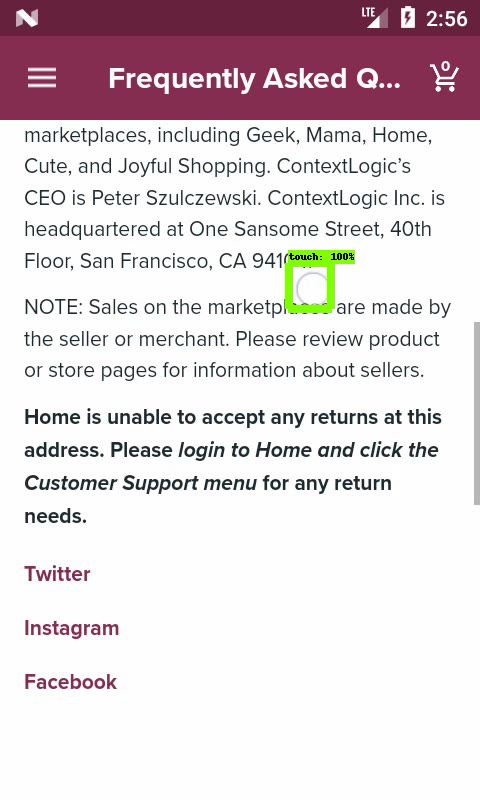 LTE 2:56
Frequently Asked Q... 0
marketplaces, including Geek, Mama, Home,
Cute, and Joyful Shopping. ContextLogic’s
CEO is Peter Szulczewski. ContextLogic Inc. is
headquartered at One Sansome Street, 40th
Floor, San Francisco, CA
touch: 100%
NOTE: Sales on the marketplaces are made by
the seller or merchant. Please review product
or store pages for information about sellers.
Home is unable to accept any returns at this
address. Please login to Home and click the
Customer Support menu for any return
needs.
Twitter
Instagram
Facebook